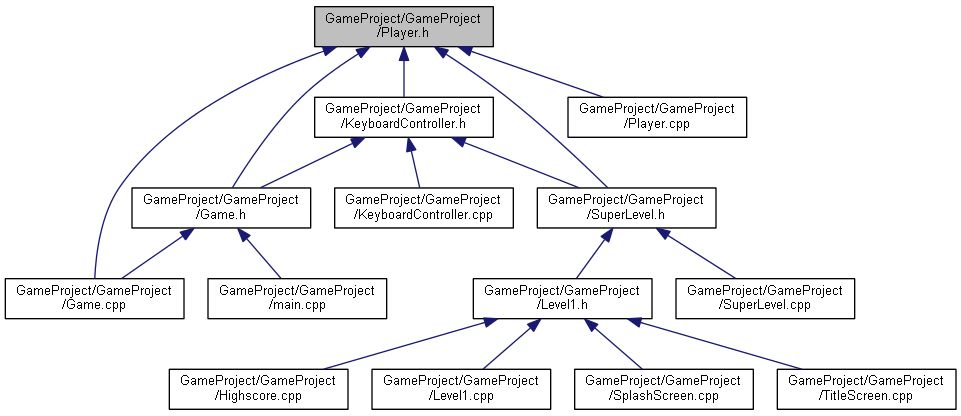 GameProject/GameProject
/Player.h
GameProject/GameProject
/KeyboardController.h
GameProject/GameProject
/Player.cpp
GameProject/GameProject
/Game.h
GameProject/GameProject
/KeyboardController.cpp
GameProject/GameProject
/SuperLevel.h
GameProject/GameProject
/Game.cpp
GameProject/GameProject
/main.cpp
GameProject/GameProject
/Level1.h
GameProject/GameProject
/SuperLevel.cpp
GameProject/GameProject
/Highscore.cpp
GameProject/GameProject
/Level1.cpp
GameProject/GameProject
/SplashScreen.cpp
GameProject/GameProject
/TitleScreen.cpp